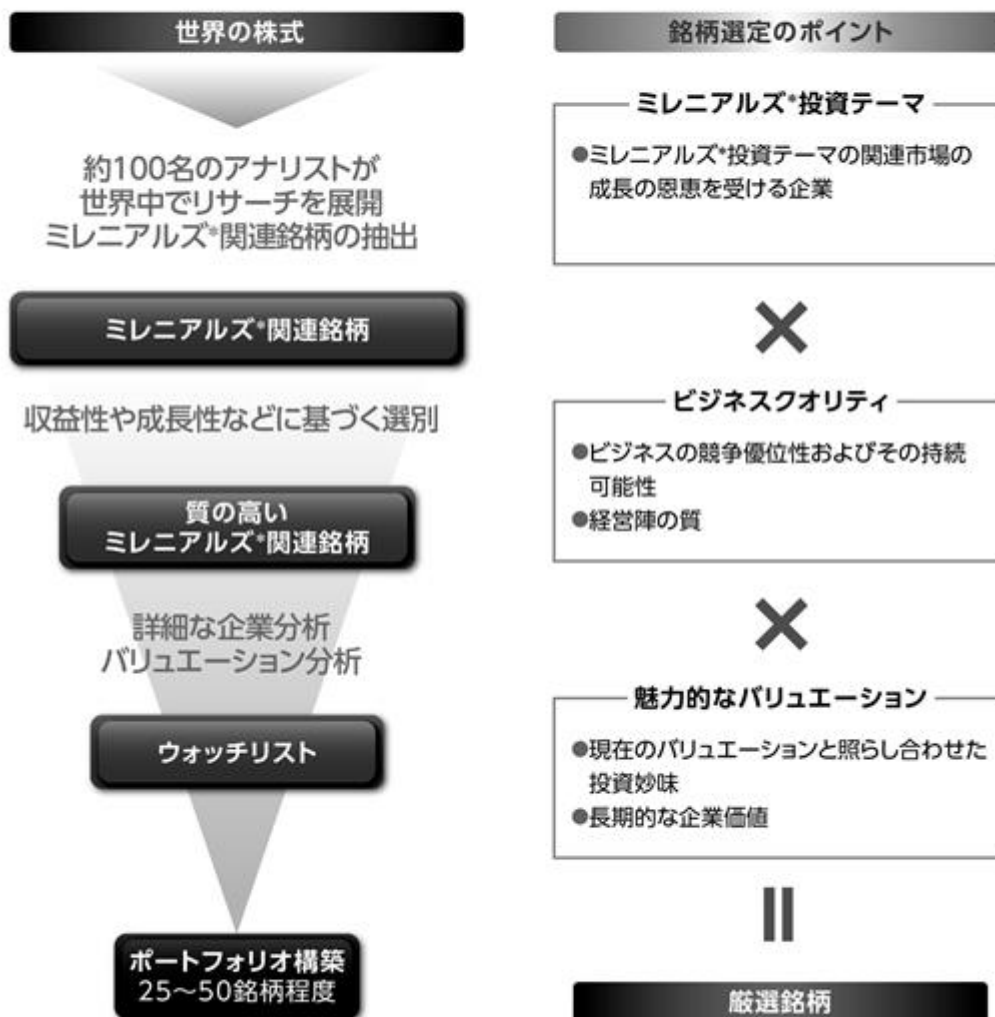 世界の株式
約100名のアナリストが
世界中でリサーチを展開
ミレニアルズ*関連銘柄の抽出
ミレニアルズ*関連銘柄
収益性や成長性などに基づく選別
質の高い
ミレニアルズ*関連銘柄
詳細な企業分析
バリュエーション分析
ウォッチリスト
ポートフォリオ構築
25〜50銘柄程度
銘柄選定のポイント
ミレニアルズ*投資テーマ
●ミレニアルズ*投資テーマの関連市場の
成長の恩恵を受ける企業
×
ビジネスクオリティ
●ビジネスの競争優位性およびその持続
可能性
●経営陣の質
×
魅力的なバリュエーション
●現在のバリュエーションと照らし合わせた
投資妙味
●長期的な企業価値
||
厳選銘柄